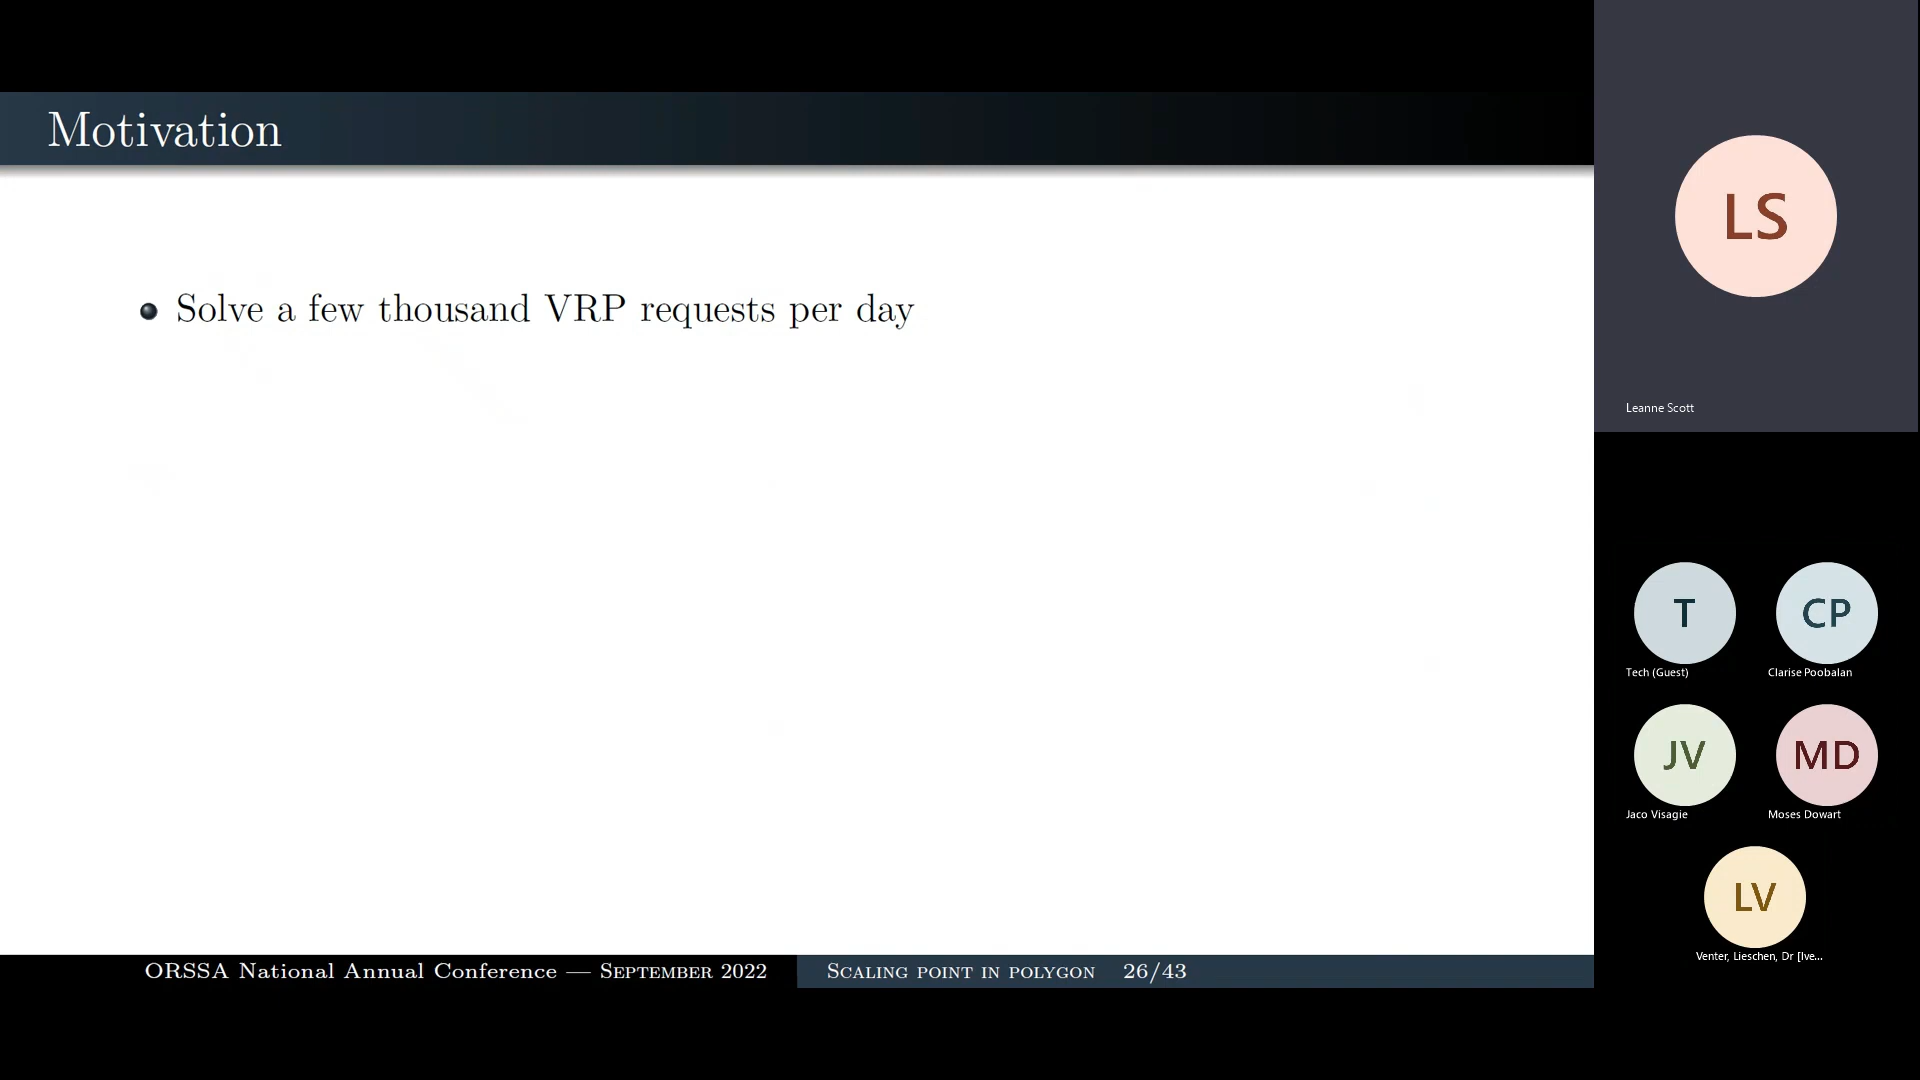 Motivation
Solve a few thousand VRP requests per day
ORSSA National Annual Conference — September 2022
Scaling point in polygon 26/43
LS
Leanne Scott
T
Tech (Guest)
CP
Clarise Poobalan
JV
Jaco Visagie
MD
Moses Dowart
LV
Venter, Lieschen, Dr [lve...